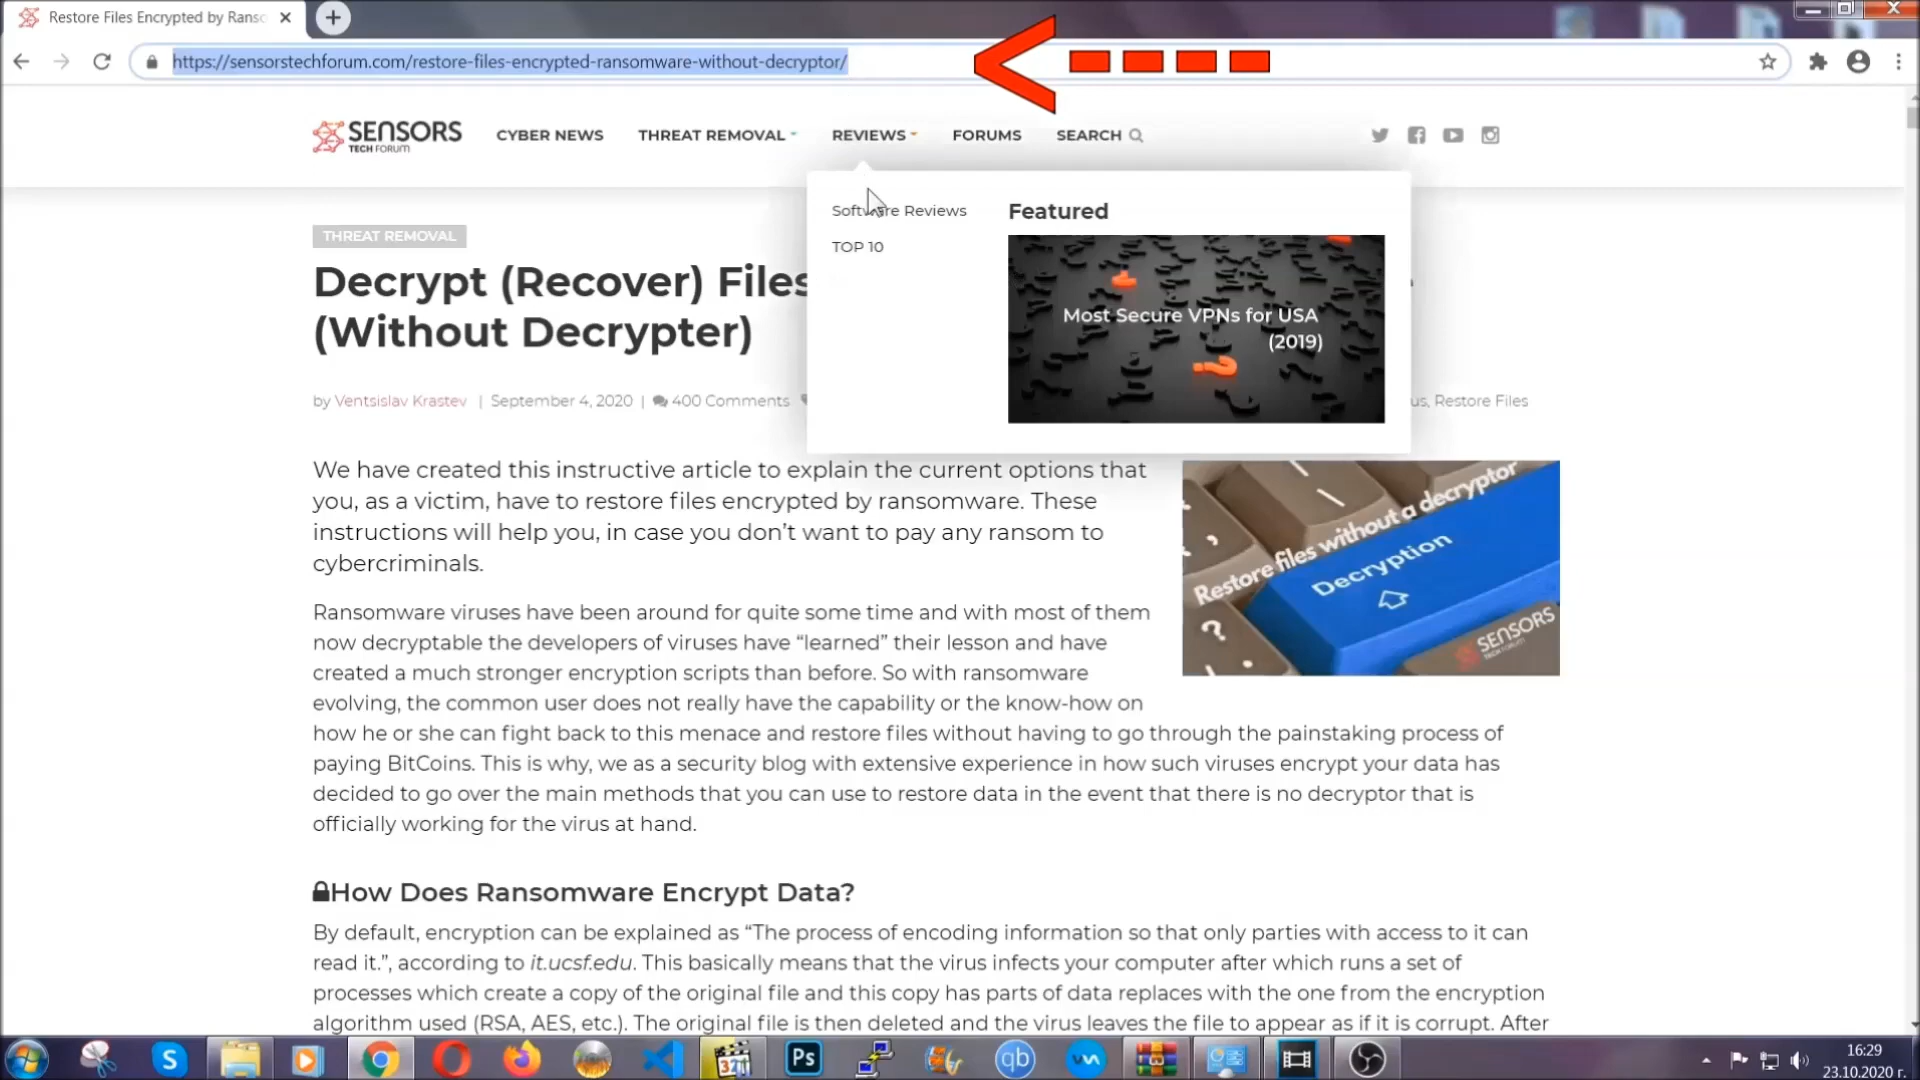 Restore Files Encrypted by Ranso
https://sensorstechforum.com/restore-files-encrypted-ransomware-without-decryptor/
SENSORS
TECH FORUM
CYBER NEWS
THREAT REMOVAL
REVIEWS
FORUMS
SEARCH
Software Reviews
TOP 10
Featured
Most Secure VPNs for USA
(2019)
THREAT REMOVAL
Decrypt (Recover) Files
(Without Decrypter)
by Ventsislav Krastev | September 4, 2020 | 400 Comments
us, Restore Files
We have created this instructive article to explain the current options that
you, as a victim, have to restore files encrypted by ransomware. These
instructions will help you, in case you don’t want to pay any ransom to
cybercriminals.
Restore files without a decryptor
Decryption
SENSORS
Ransomware viruses have been around for quite some time and with most of them
now decryptable the developers of viruses have “learned” their lesson and have
created a much stronger encryption scripts than before. So with ransomware
evolving, the common user does not really have the capability or the know-how on
how he or she can fight back to this menace and restore files without having to go through the painstaking process of
paying BitCoins. This is why, we as a security blog with extensive experience in how such viruses encrypt your data has
decided to go over the main methods that you can use to restore data in the event that there is no decryptor that is
officially working for the virus at hand.
How Does Ransomware Encrypt Data?
By default, encryption can be explained as “The process of encoding information so that only parties with access to it can
read it.”, according to it.ucsf.edu. This basically means that the virus infects your computer after which runs a set of
processes which create a copy of the original file and this copy has parts of data replaces with the one from the encryption
algorithm used (RSA, AES, etc.). The original file is then deleted and the virus leaves the file to appear as if it is corrupt. After
S
321
Ps
qb
16:29
23.10.2020 г.